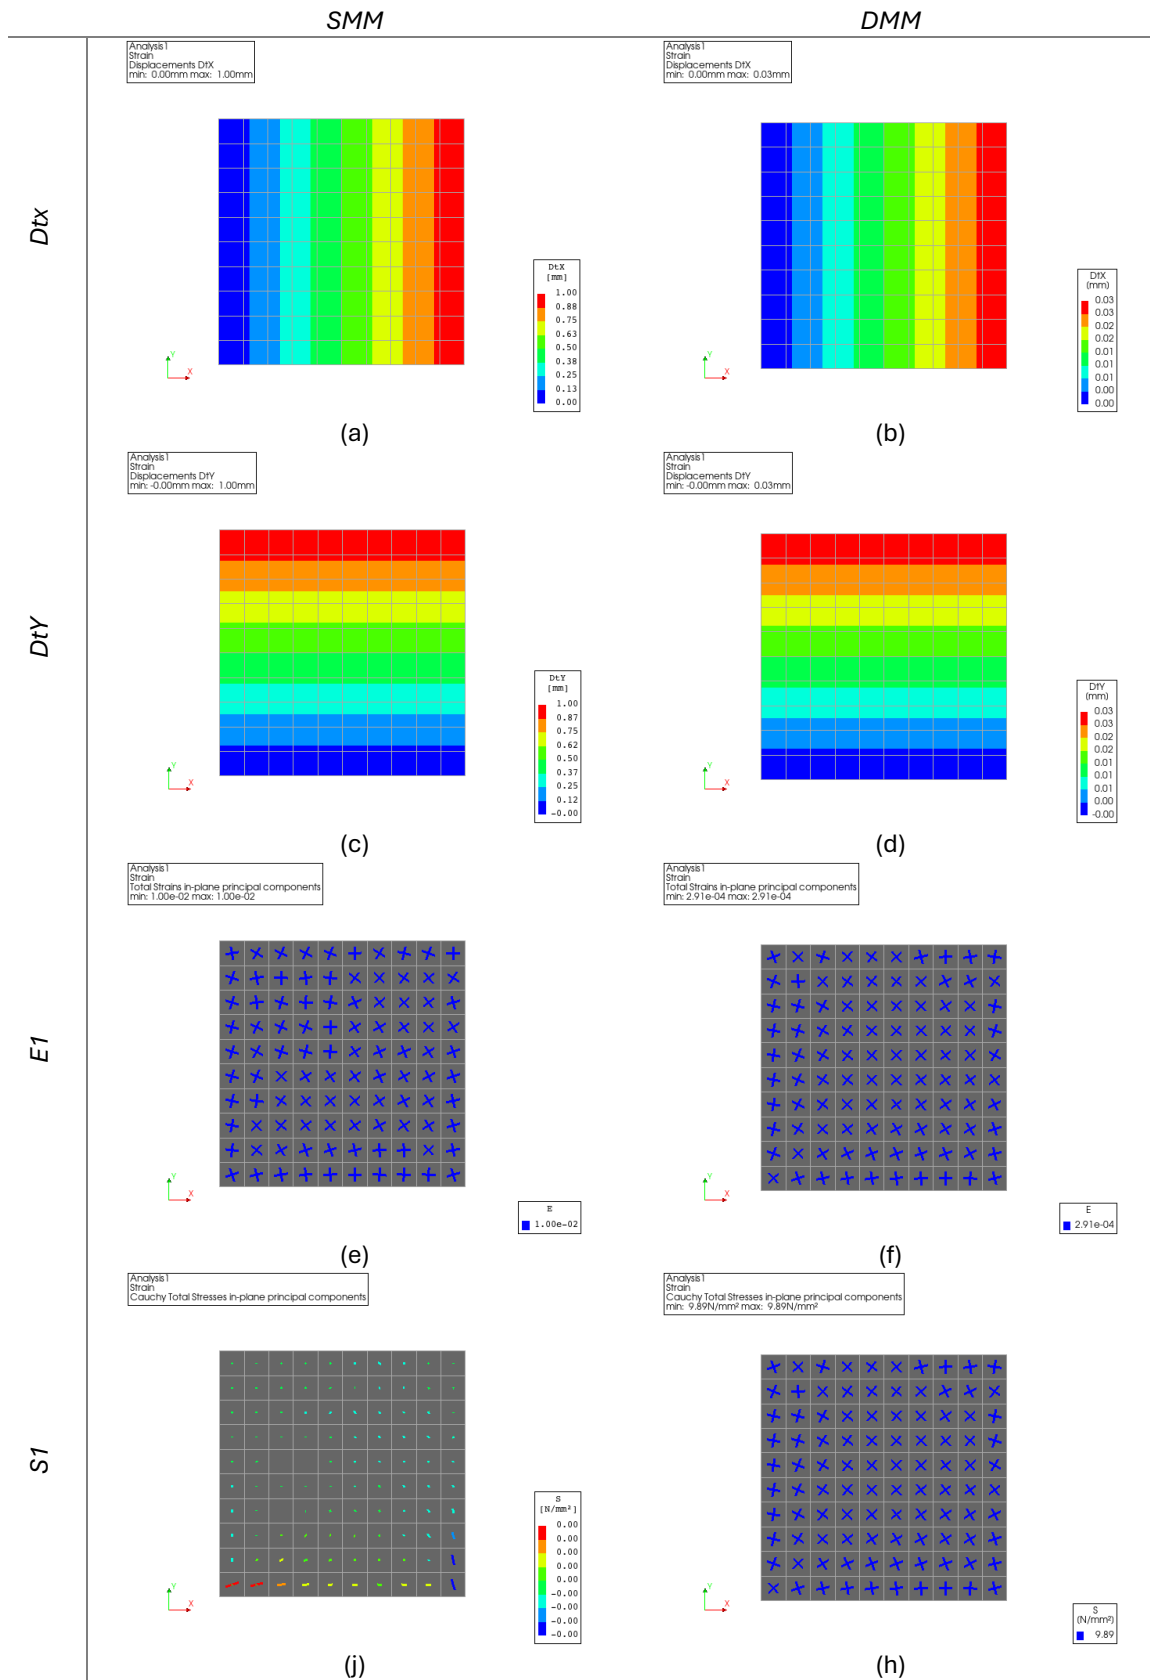 SMM
DMM
Dtx
Analysis1
Strain
Displacements DtX
min: 0.00mm max: 1.00mm
DtX
[mm]
1.00
0.88
0.75
0.63
0.50
0.38
0.25
0.13
0.00
Y
X
(a)
Analysis1
Strain
Displacements DtX
min: 0.00mm max: 0.03mm
DtX
(mm)
0.03
0.03
0.02
0.02
0.01
0.01
0.01
0.00
0.00
Y
X
(b)
DtY
Analysis1
Strain
Displacements DtY
min: -0.00mm max: 1.00mm
DtY
[mm]
1.00
0.87
0.75
0.62
0.50
0.37
0.25
0.12
-0.00
Y
X
(c)
Analysis1
Strain
Displacements DtY
min: -0.00mm max: 0.03mm
DtY
(mm)
0.03
0.03
0.02
0.02
0.01
0.01
0.01
0.00
-0.00
Y
X
(d)
E1
Analysis1
Strain
Total Strains in-plane principal components
min: 1.00e-02 max: 1.00e-02
E
1.00e-02
Y
X
(e)
Analysis1
Strain
Total Strains in-plane principal components
min: 2.91e-04 max: 2.91e-04
E
2.91e-04
Y
X
(f)
S1
Analysis1
Strain
Cauchy Total Stresses in-plane principal components
S
[N/mm²]
0.00
0.00
0.00
0.00
0.00
-0.00
-0.00
-0.00
-0.00
Y
X
(j)
Analysis1
Strain
Cauchy Total Stresses in-plane principal components
min: 9.89N/mm² max: 9.89N/mm²
S
(N/mm²)
9.89
Y
X
(h)